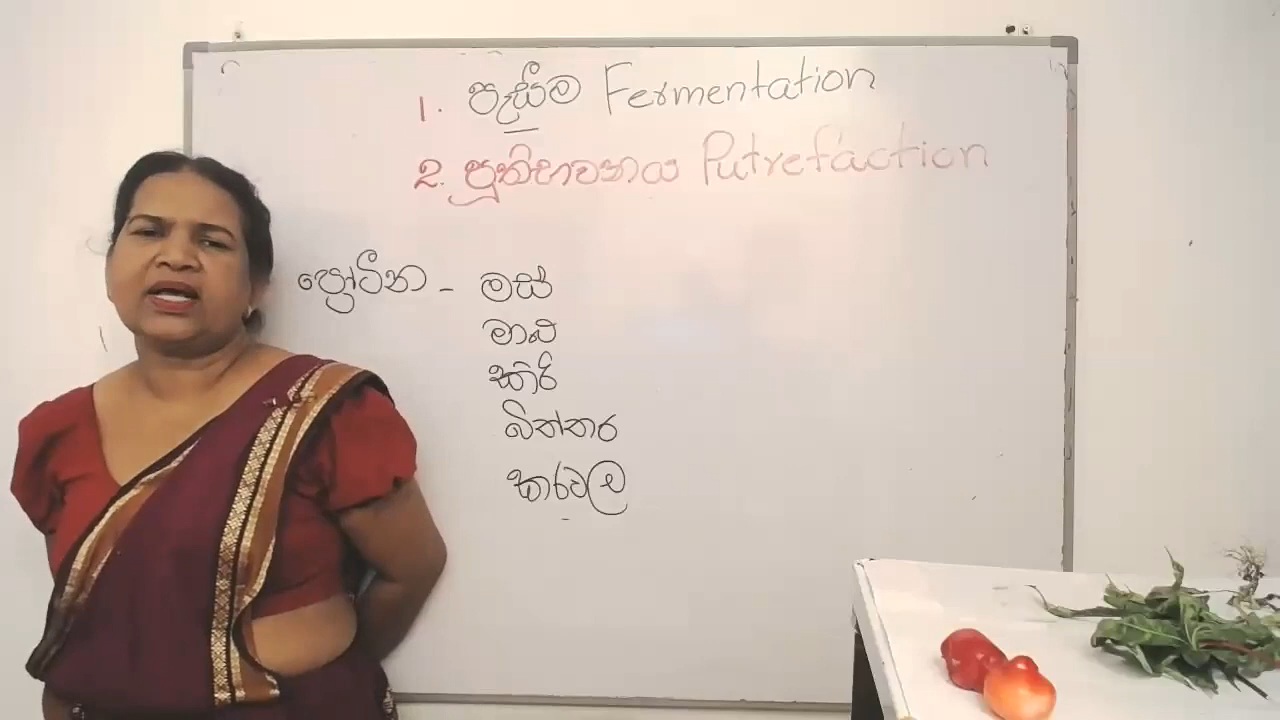 1. පැසීම Fermentation
2. පූතිභවනය Putrefaction
ප්‍රෝටීන - මස්
මාළු
කිරි
බිත්තර
කරවල